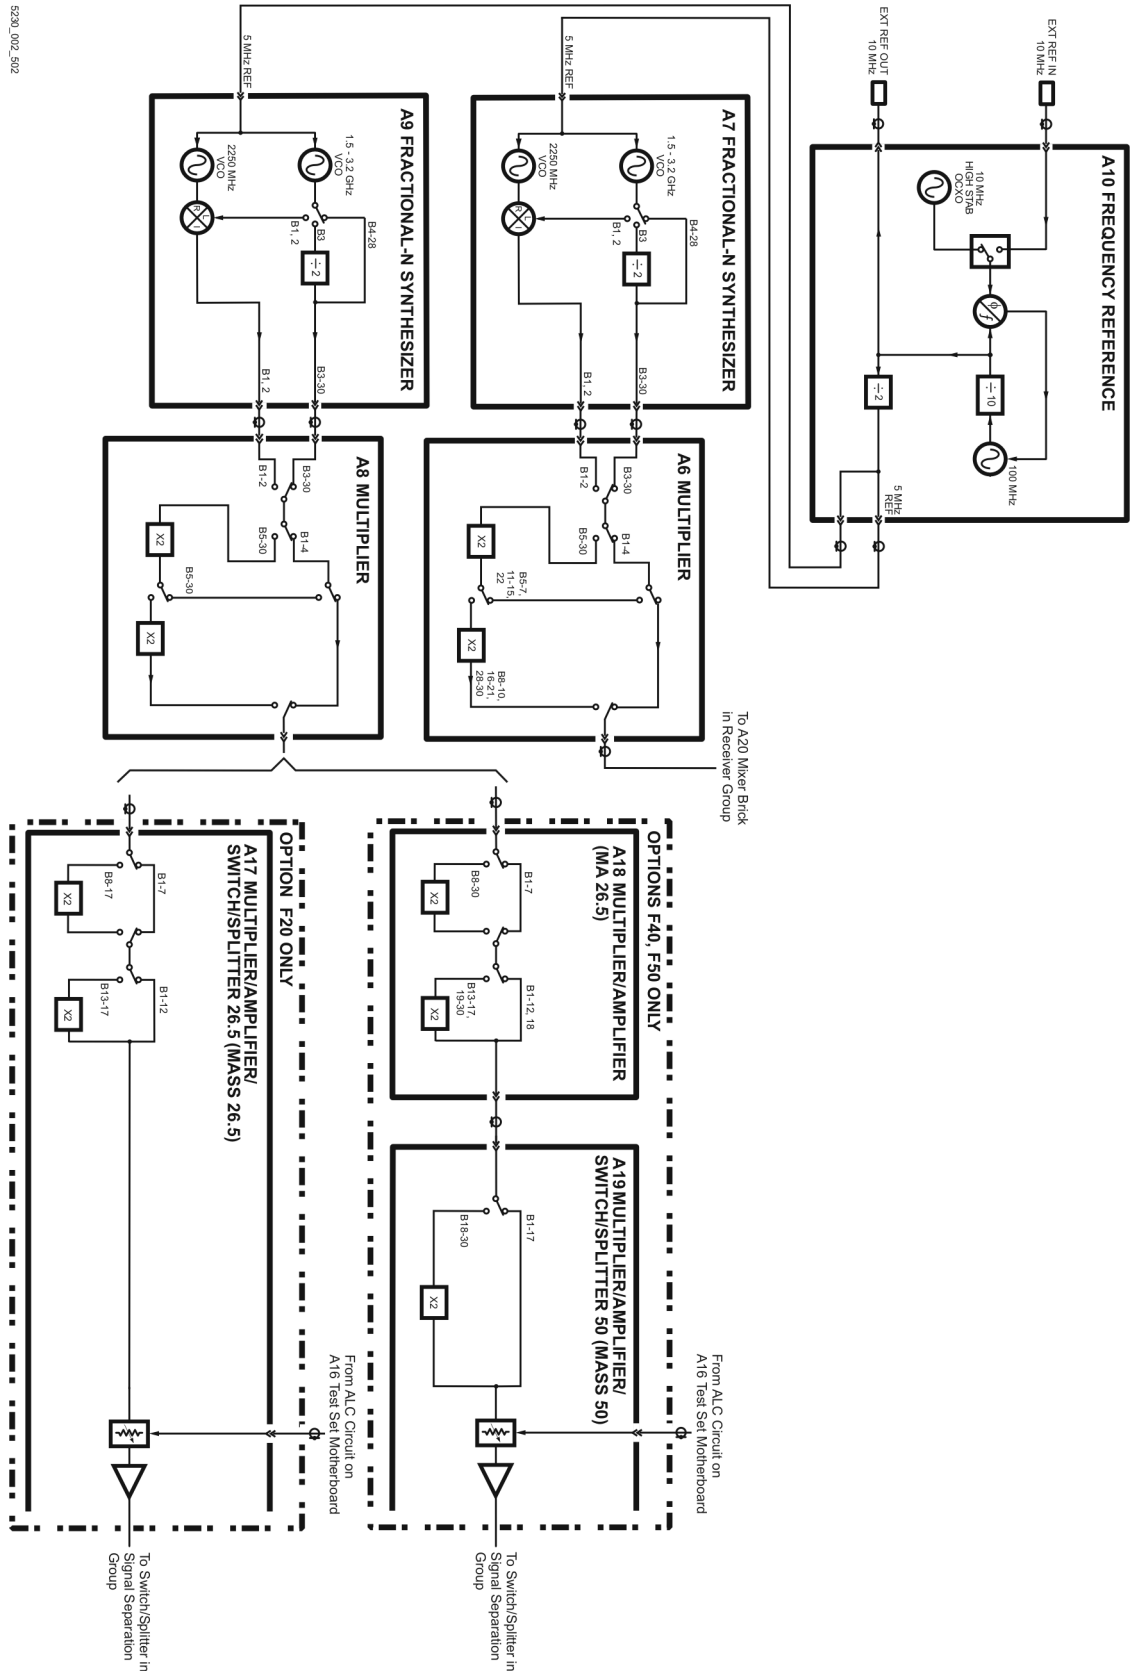 A10 FREQUENCY REFERENCE
EXT REF IN
10 MHz
EXT REF OUT
10 MHz
10 MHz
HIGH STAB
OCXO
ϕ
f
÷ 10
100 MHz
÷ 2
5 MHz
REF
A7 FRACTIONAL-N SYNTHESIZER
5 MHz REF
1.5 - 3.2 GHz
VCO
2250 MHz
VCO
R L I
B4-28
B3
B1, 2
÷ 2
B3-30
B1, 2
A6 MULTIPLIER
B3-30
B1-2
B1-4
B5-30
X2
B5-7,
11-15,
22
X2
B8-10,
16-21,
28-30
To A20 Mixer Brick
in Receiver Group
A9 FRACTIONAL-N SYNTHESIZER
5 MHz REF
1.5 - 3.2 GHz
VCO
2250 MHz
VCO
R L I
B4-28
B3
B1, 2
÷ 2
B3-30
B1, 2
A8 MULTIPLIER
B3-30
B1-2
B1-4
B5-30
X2
B5-30
X2
OPTIONS F40, F50 ONLY
A18 MULTIPLIER/AMPLIFIER
(MA 26.5)
B1-7
B8-30
X2
B1-12, 18
B13-17,
19-30
X2
A19 MULTIPLIER/AMPLIFIER/
SWITCH/SPLITTER 50 (MASS 50)
B1-17
B18-30
X2
From ALC Circuit on
A16 Test Set Motherboard
To Switch/Splitter in
Signal Separation
Group
OPTION F20 ONLY
A17 MULTIPLIER/AMPLIFIER/
SWITCH/SPLITTER 26.5 (MASS 26.5)
B1-7
B8-17
X2
B1-12
B13-17
X2
From ALC Circuit on
A16 Test Set Motherboard
To Switch/Splitter in
Signal Separation
Group
5230_002_502